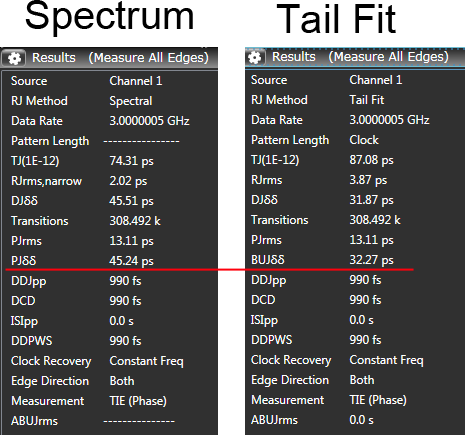 Spectrum
Results (Measure All Edges)
Source Channel 1
RJ Method Spectral
Data Rate 3.0000005 GHz
Pattern Length ----------------
TJ(1E-12) 74.31 ps
RJrms,narrow 2.02 ps
DJδδ 45.51 ps
Transitions 308.492 k
PJrms 13.11 ps
PJδδ 45.24 ps
DDJpp 990 fs
DCD 990 fs
ISIpp 0.0 s
DDPWS 990 fs
Clock Recovery Constant Freq
Edge Direction Both
Measurement TIE (Phase)
ABUJrms ---------------
Tail Fit
Results (Measure All Edges)
Source Channel 1
RJ Method Tail Fit
Data Rate 3.0000005 GHz
Pattern Length Clock
TJ(1E-12) 87.08 ps
RJrms 3.87 ps
DJδδ 31.87 ps
Transitions 308.492 k
PJrms 13.11 ps
BUJδδ 32.27 ps
DDJpp 990 fs
DCD 990 fs
ISIpp 0.0 s
DDPWS 990 fs
Clock Recovery Constant Freq
Edge Direction Both
Measurement TIE (Phase)
ABUJrms 0.0 s